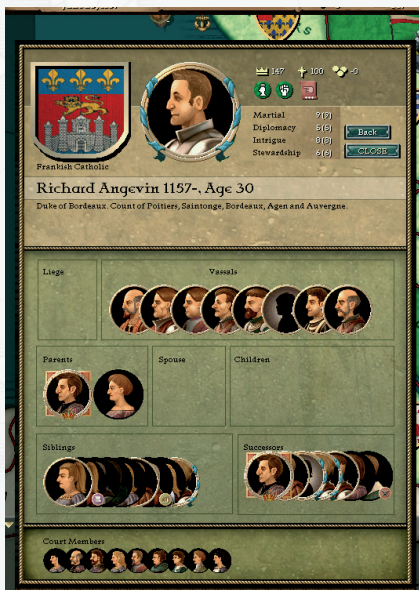 147 100 -0
Martial 9(9)
Diplomacy 5(5)
Intrigue 8(8)
Stewardship 6(6)
Back
CLOSE
Frankish Catholic
Richard Angevin 1157-, Age 30
Duke of Bordeaux. Count of Poitiers, Saintonge, Bordeaux, Agen and Auvergne.
Liege
Vassals
Parents
Spouse
Children
Siblings
Successors
Court Members